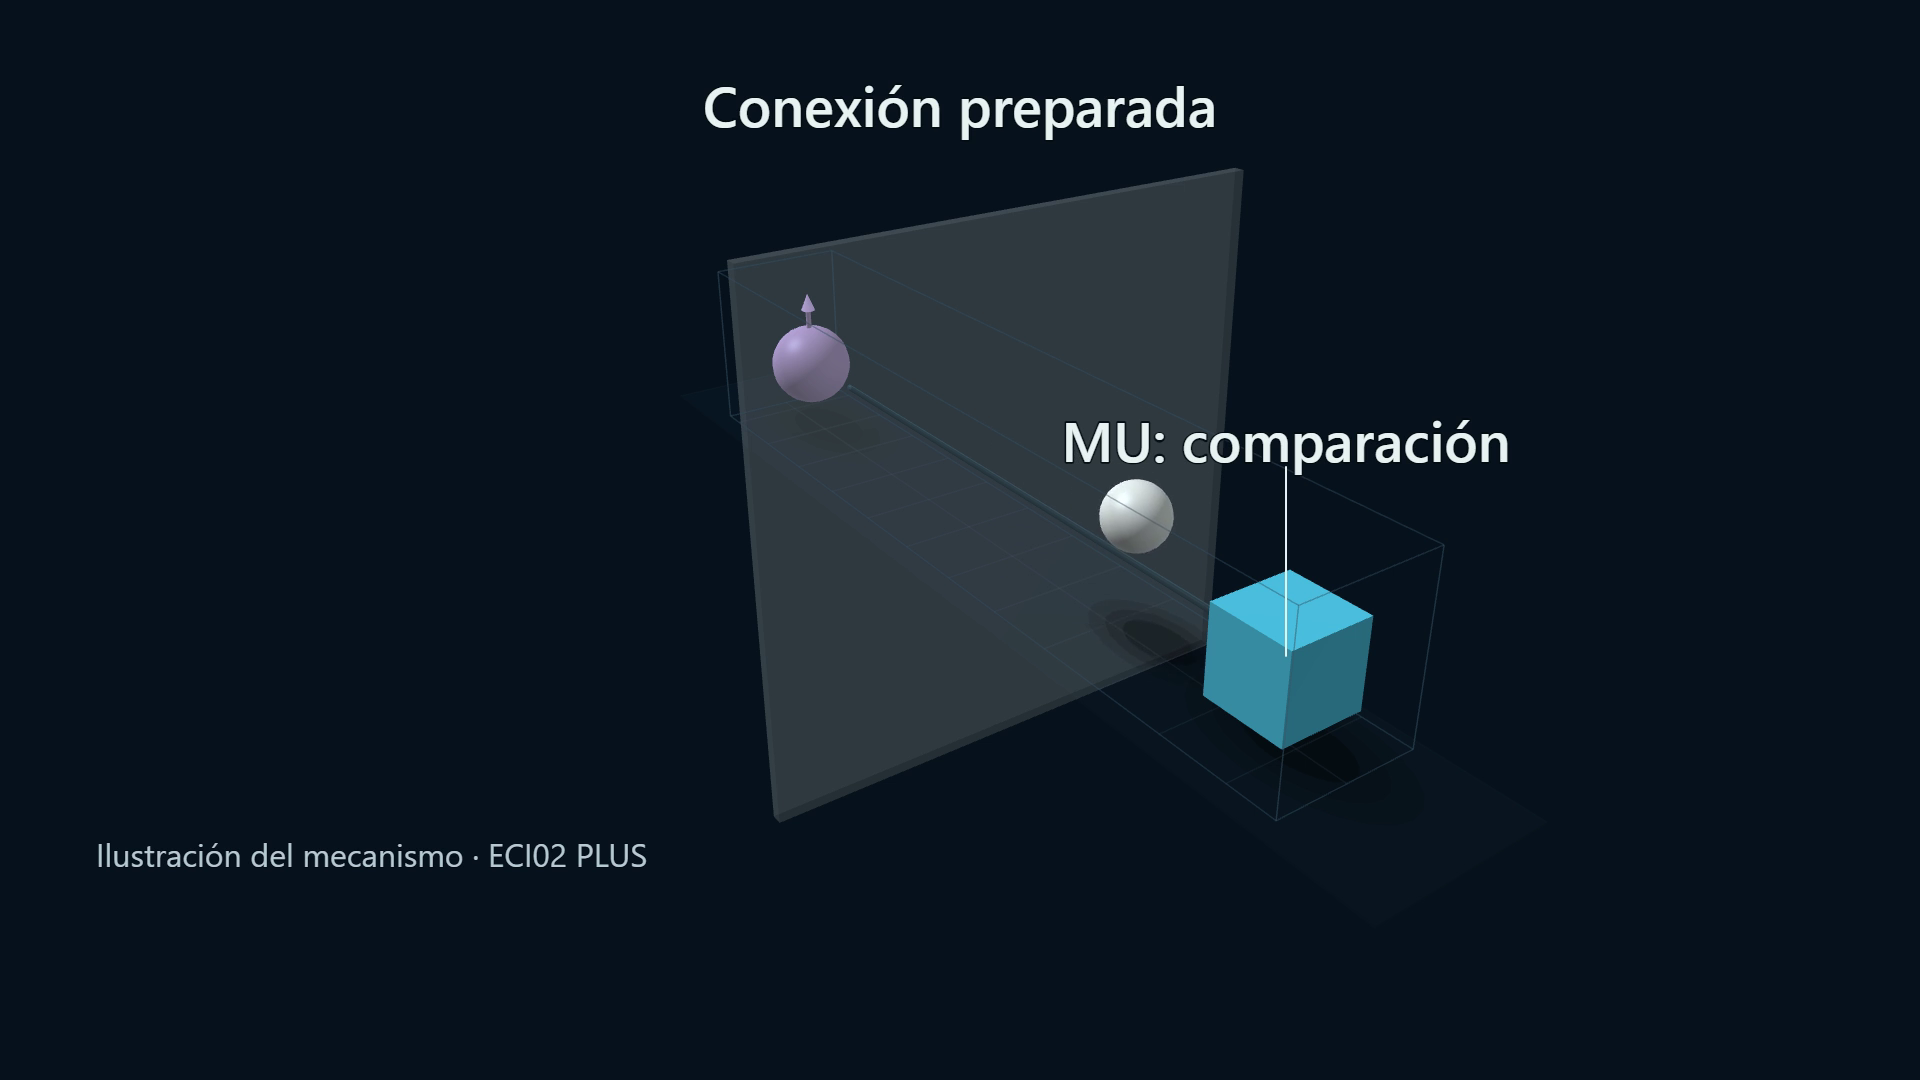 Conexión preparada
MU: comparación
Ilustración del mecanismo · ECI02 PLUS